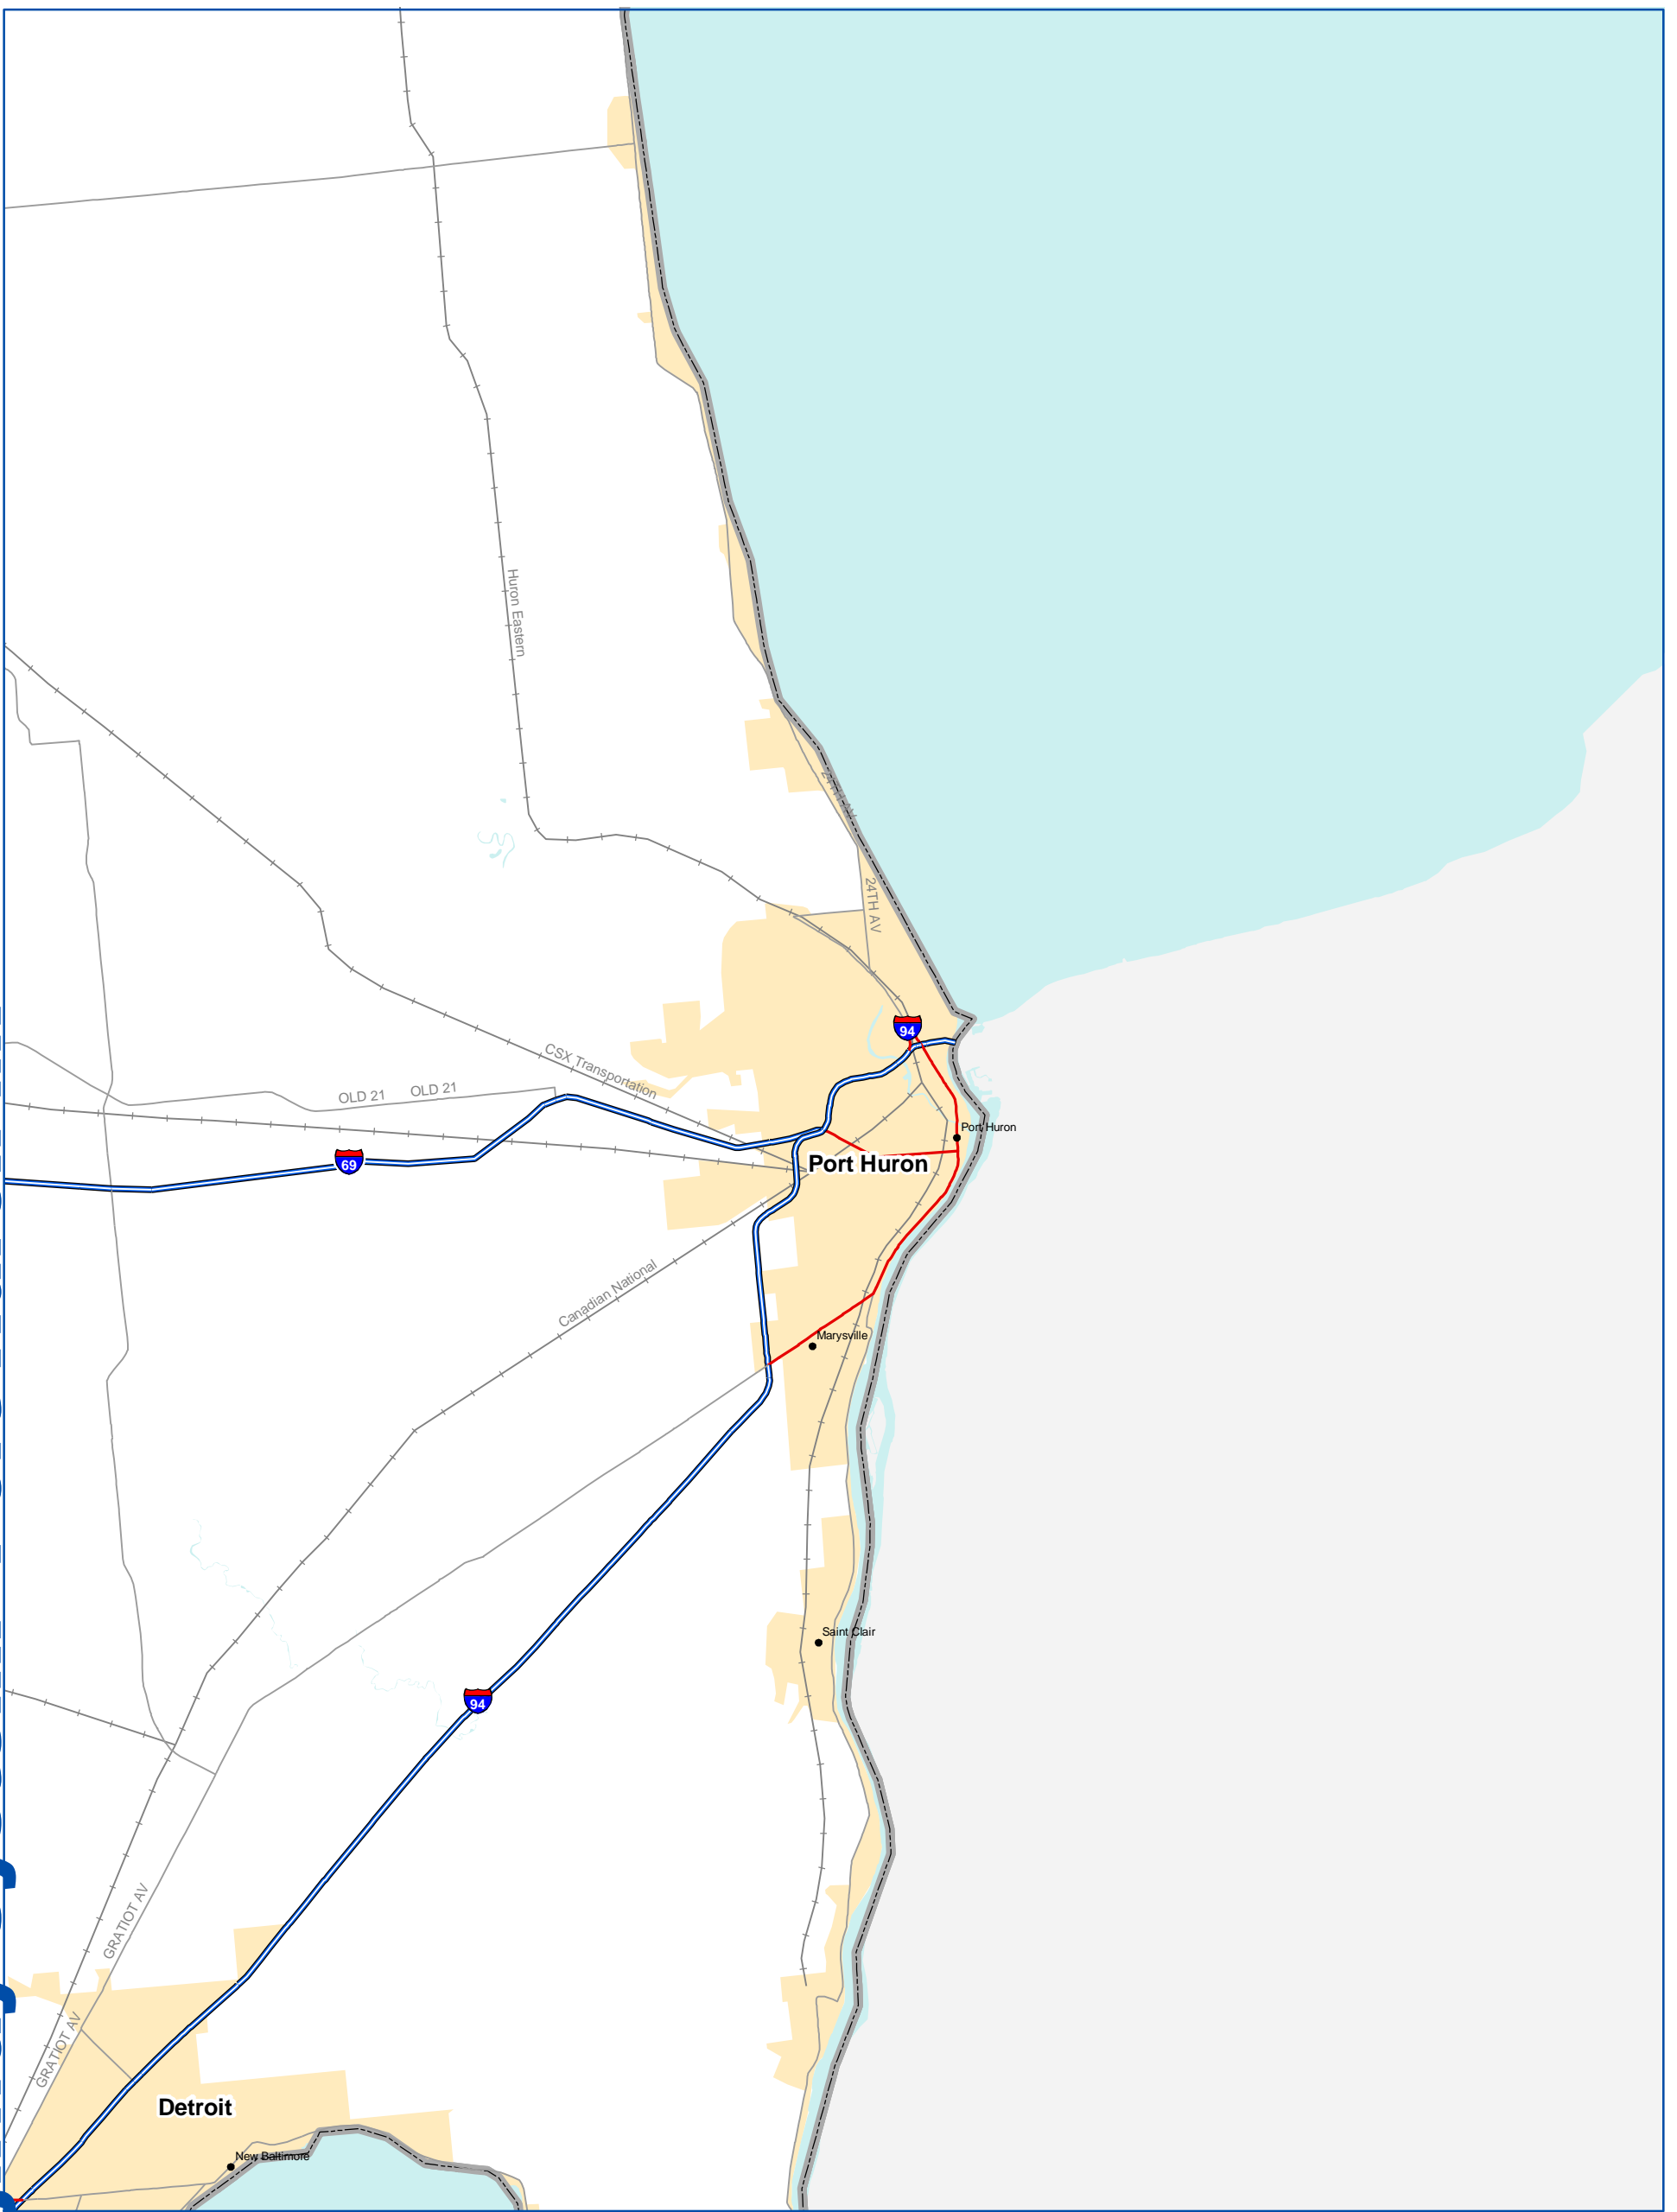 Huron Eastern
24TH AV
94
CSX Transportation
OLD 21
OLD 21
Port Huron
69
Port Huron
Canadian National
Marysville
Saint Clair
94
GRATIOT AV
GRATIOT AV
Detroit
New Baltimore